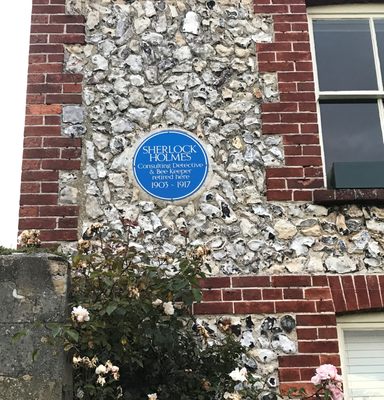 SHERLOCK
HOLMES
Consulting Detective
& Bee Keeper
retired here
1903 - 1917